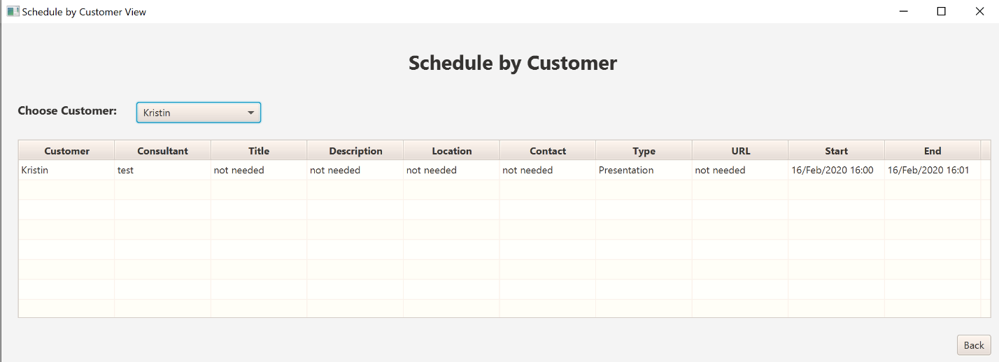 Schedule by Customer View
Schedule by Customer
Choose Customer: Kristin
Customer Consultant Title Description Location Contact Type URL Start End
Kristin test not needed not needed not needed not needed Presentation not needed 16/Feb/2020 16:00 16/Feb/2020 16:01
Back